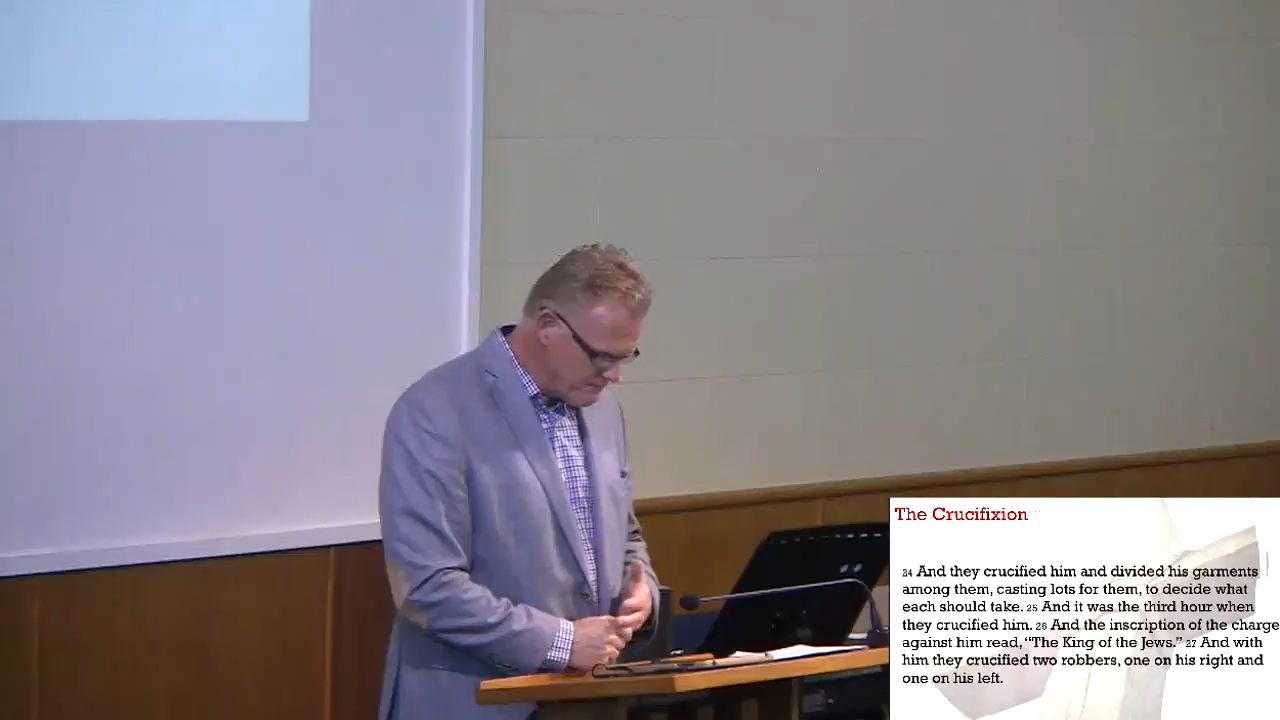 The Crucifixion
24 And they crucified him and divided his garments
among them, casting lots for them, to decide what
each should take. 25 And it was the third hour when
they crucified him. 26 And the inscription of the charge
against him read, “The King of the Jews.” 27 And with
him they crucified two robbers, one on his right and
one on his left.